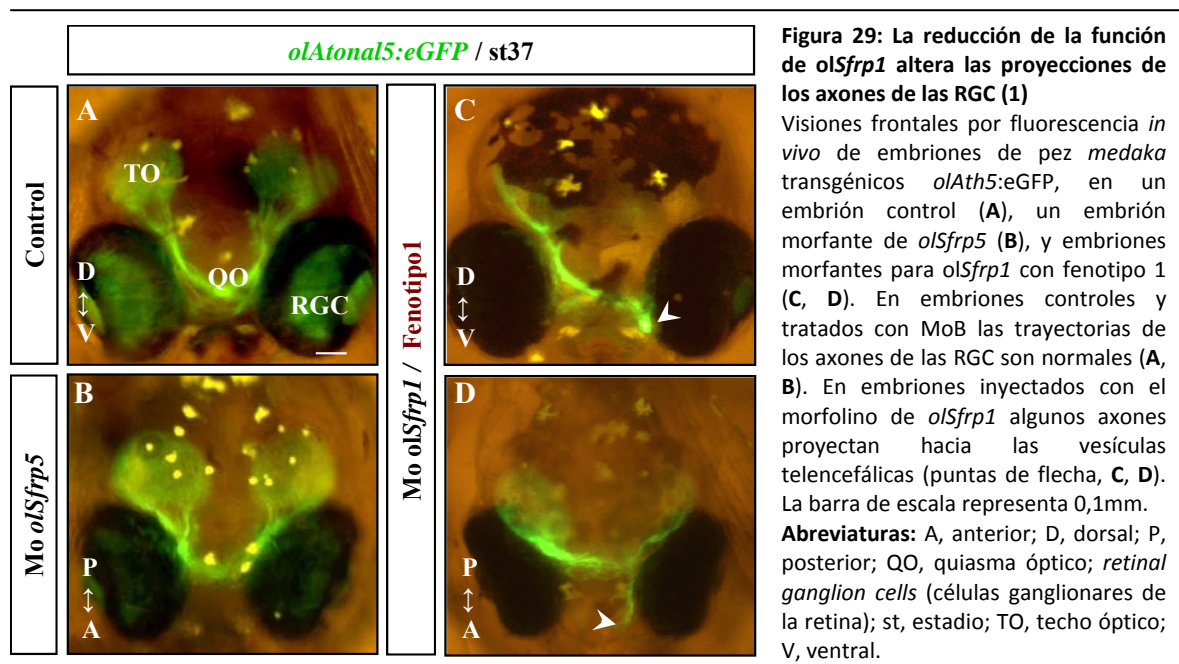 olAtonal5:eGFP / st37
Control
Mo olSfrp5
Mo olSfrp1 / Fenotipo1
A
TO
QO
RGC
D
↕
V
B
P
↕
A
C
D
↕
V
D
P
↕
A
Figura 29: La reducción de la función
de olSfrp1 altera las proyecciones de
los axones de las RGC (1)
Visiones frontales por fluorescencia in
vivo de embriones de pez medaka
transgénicos olAth5:eGFP, en un
embrión control (A), un embrión
morfante de olSfrp5 (B), y embriones
morfantes para olSfrp1 con fenotipo 1
(C, D). En embriones controles y
tratados con MoB las trayectorias de
los axones de las RGC son normales (A,
B). En embriones inyectados con el
morfolino de olSfrp1 algunos axones
proyectan hacia las vesículas
telencefálicas (puntas de flecha, C, D).
La barra de escala representa 0,1mm.
Abreviaturas: A, anterior; D, dorsal; P,
posterior; QO, quiasma óptico; retinal
ganglion cells (células ganglionares de
la retina); st, estadio; TO, techo óptico;
V, ventral.